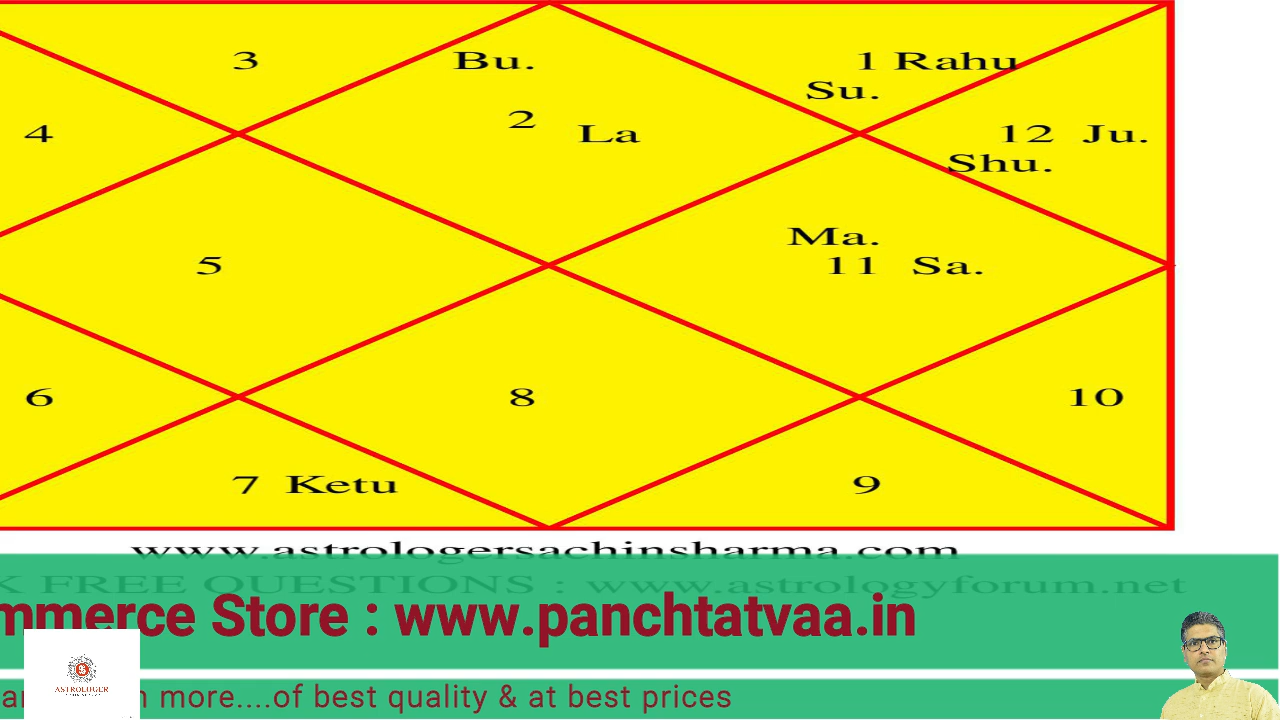 3 Bu. 1 Rahu
Su.
4 2 La 12 Ju.
Shu.
Ma.
5 11 Sa.
6 8 10
7 Ketu 9
www.astrologersachinsharma.com
K FREE QUESTIONS : www.astrologyforum.net
mmerce Store : www.panchtatvaa.in
more....of best quality & at best prices
ASTROLOGER